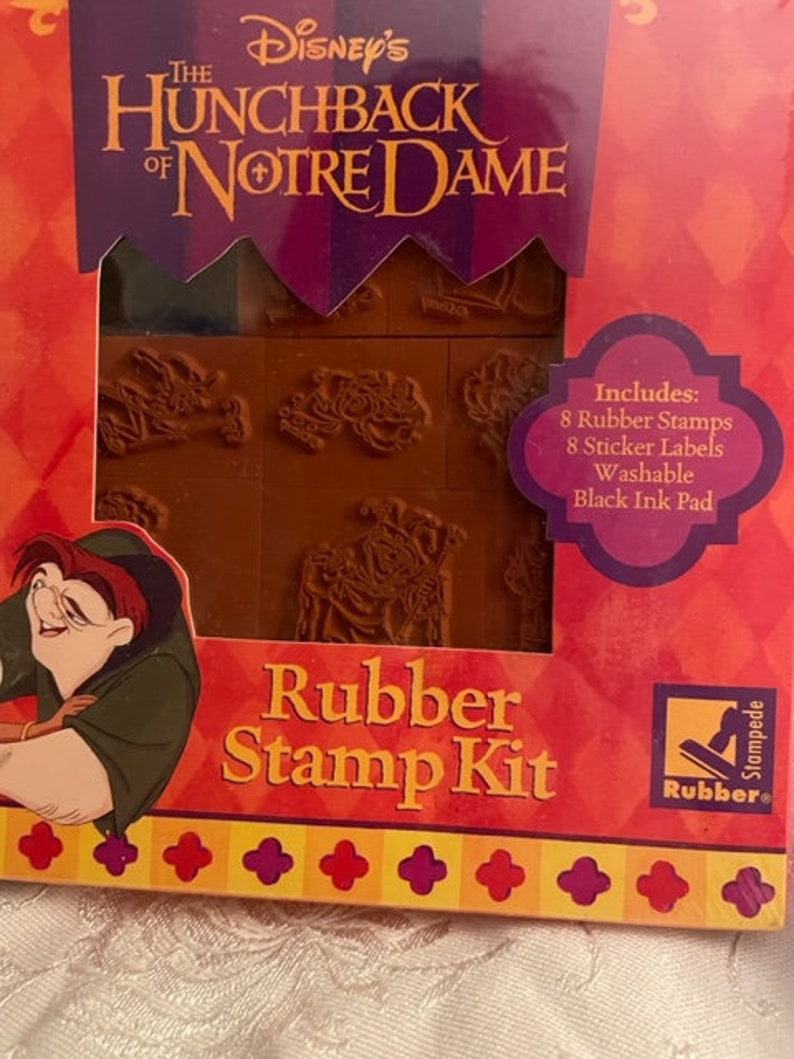 Disney's
THE
HUNCHBACK
OF NOTRE DAME
Includes:
8 Rubber Stamps
8 Sticker Labels
Washable
Black Ink Pad
Rubber
Stamp Kit
Stampede
Rubber®